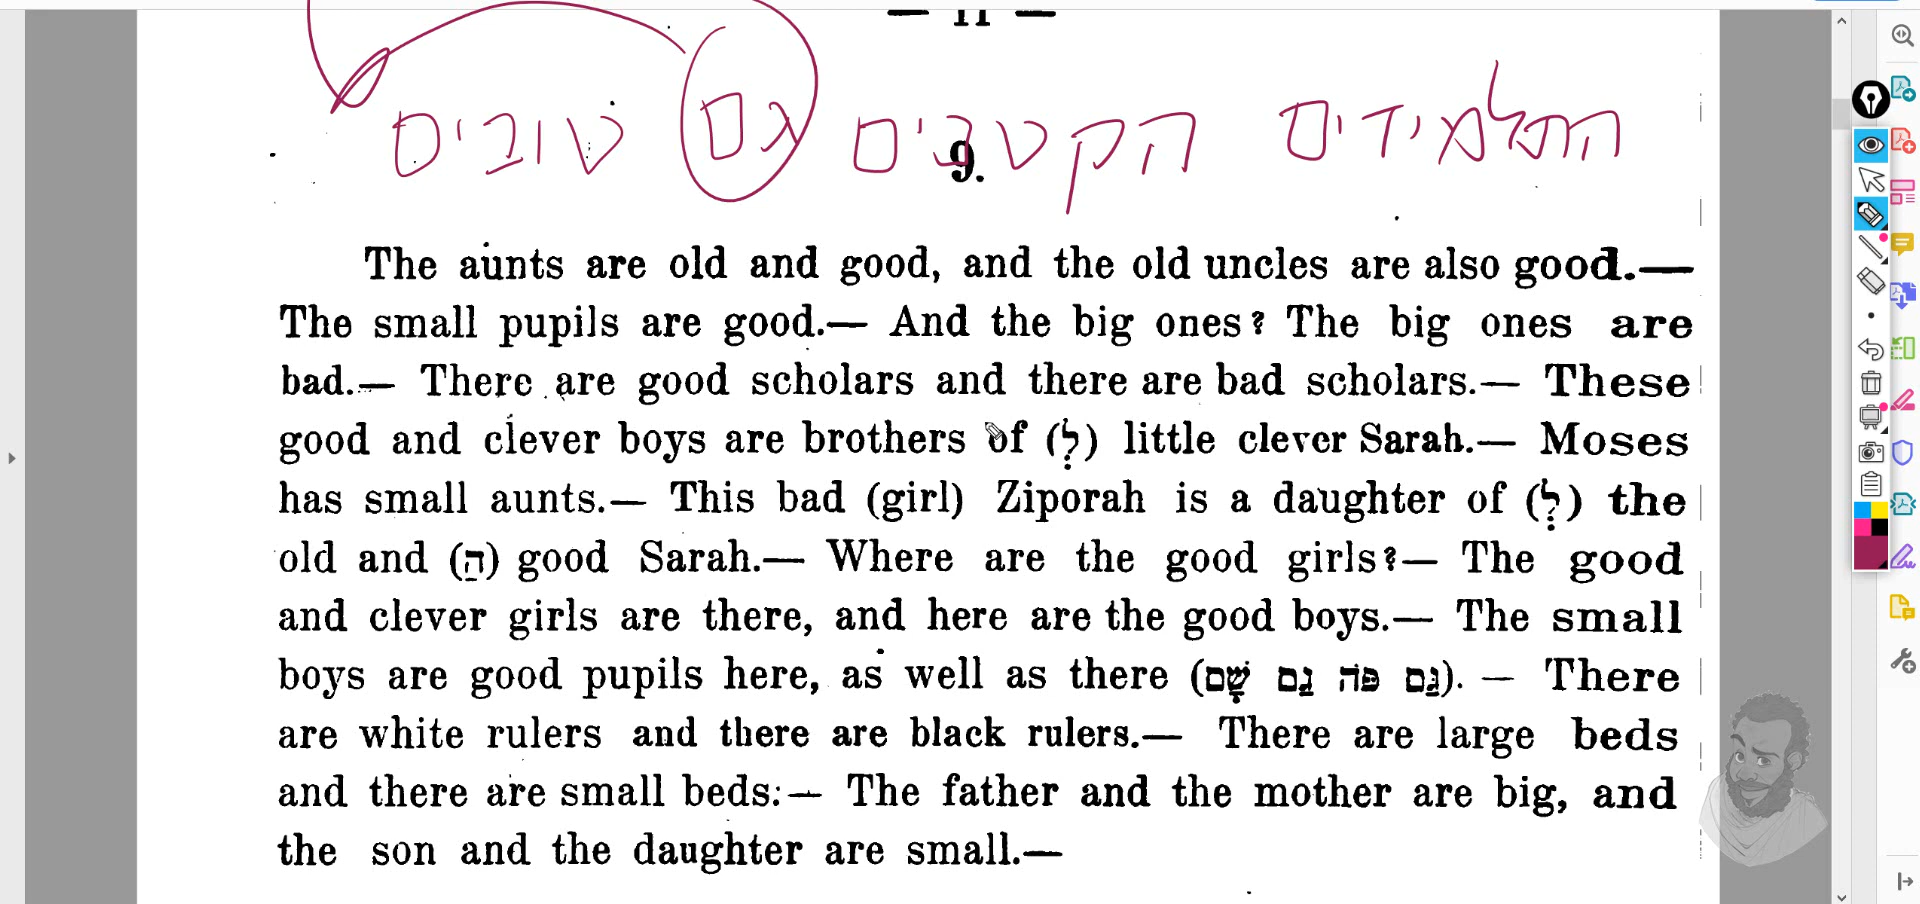 — 11 —
התלמידים הקטנים גם טובים
9.
The aunts are old and good, and the old uncles are also good.—
The small pupils are good.— And the big ones? The big ones are
bad.— There are good scholars and there are bad scholars.— These
good and clever boys are brothers of (לְ) little clever Sarah.— Moses
has small aunts.— This bad (girl) Ziporah is a daughter of (לְ) the
old and (הַ) good Sarah.— Where are the good girls?— The good
and clever girls are there, and here are the good boys.— The small
boys are good pupils here, as well as there (גַם פּה גַם שָׁם). — There
are white rulers and there are black rulers.— There are large beds
and there are small beds.— The father and the mother are big, and
the son and the daughter are small.—